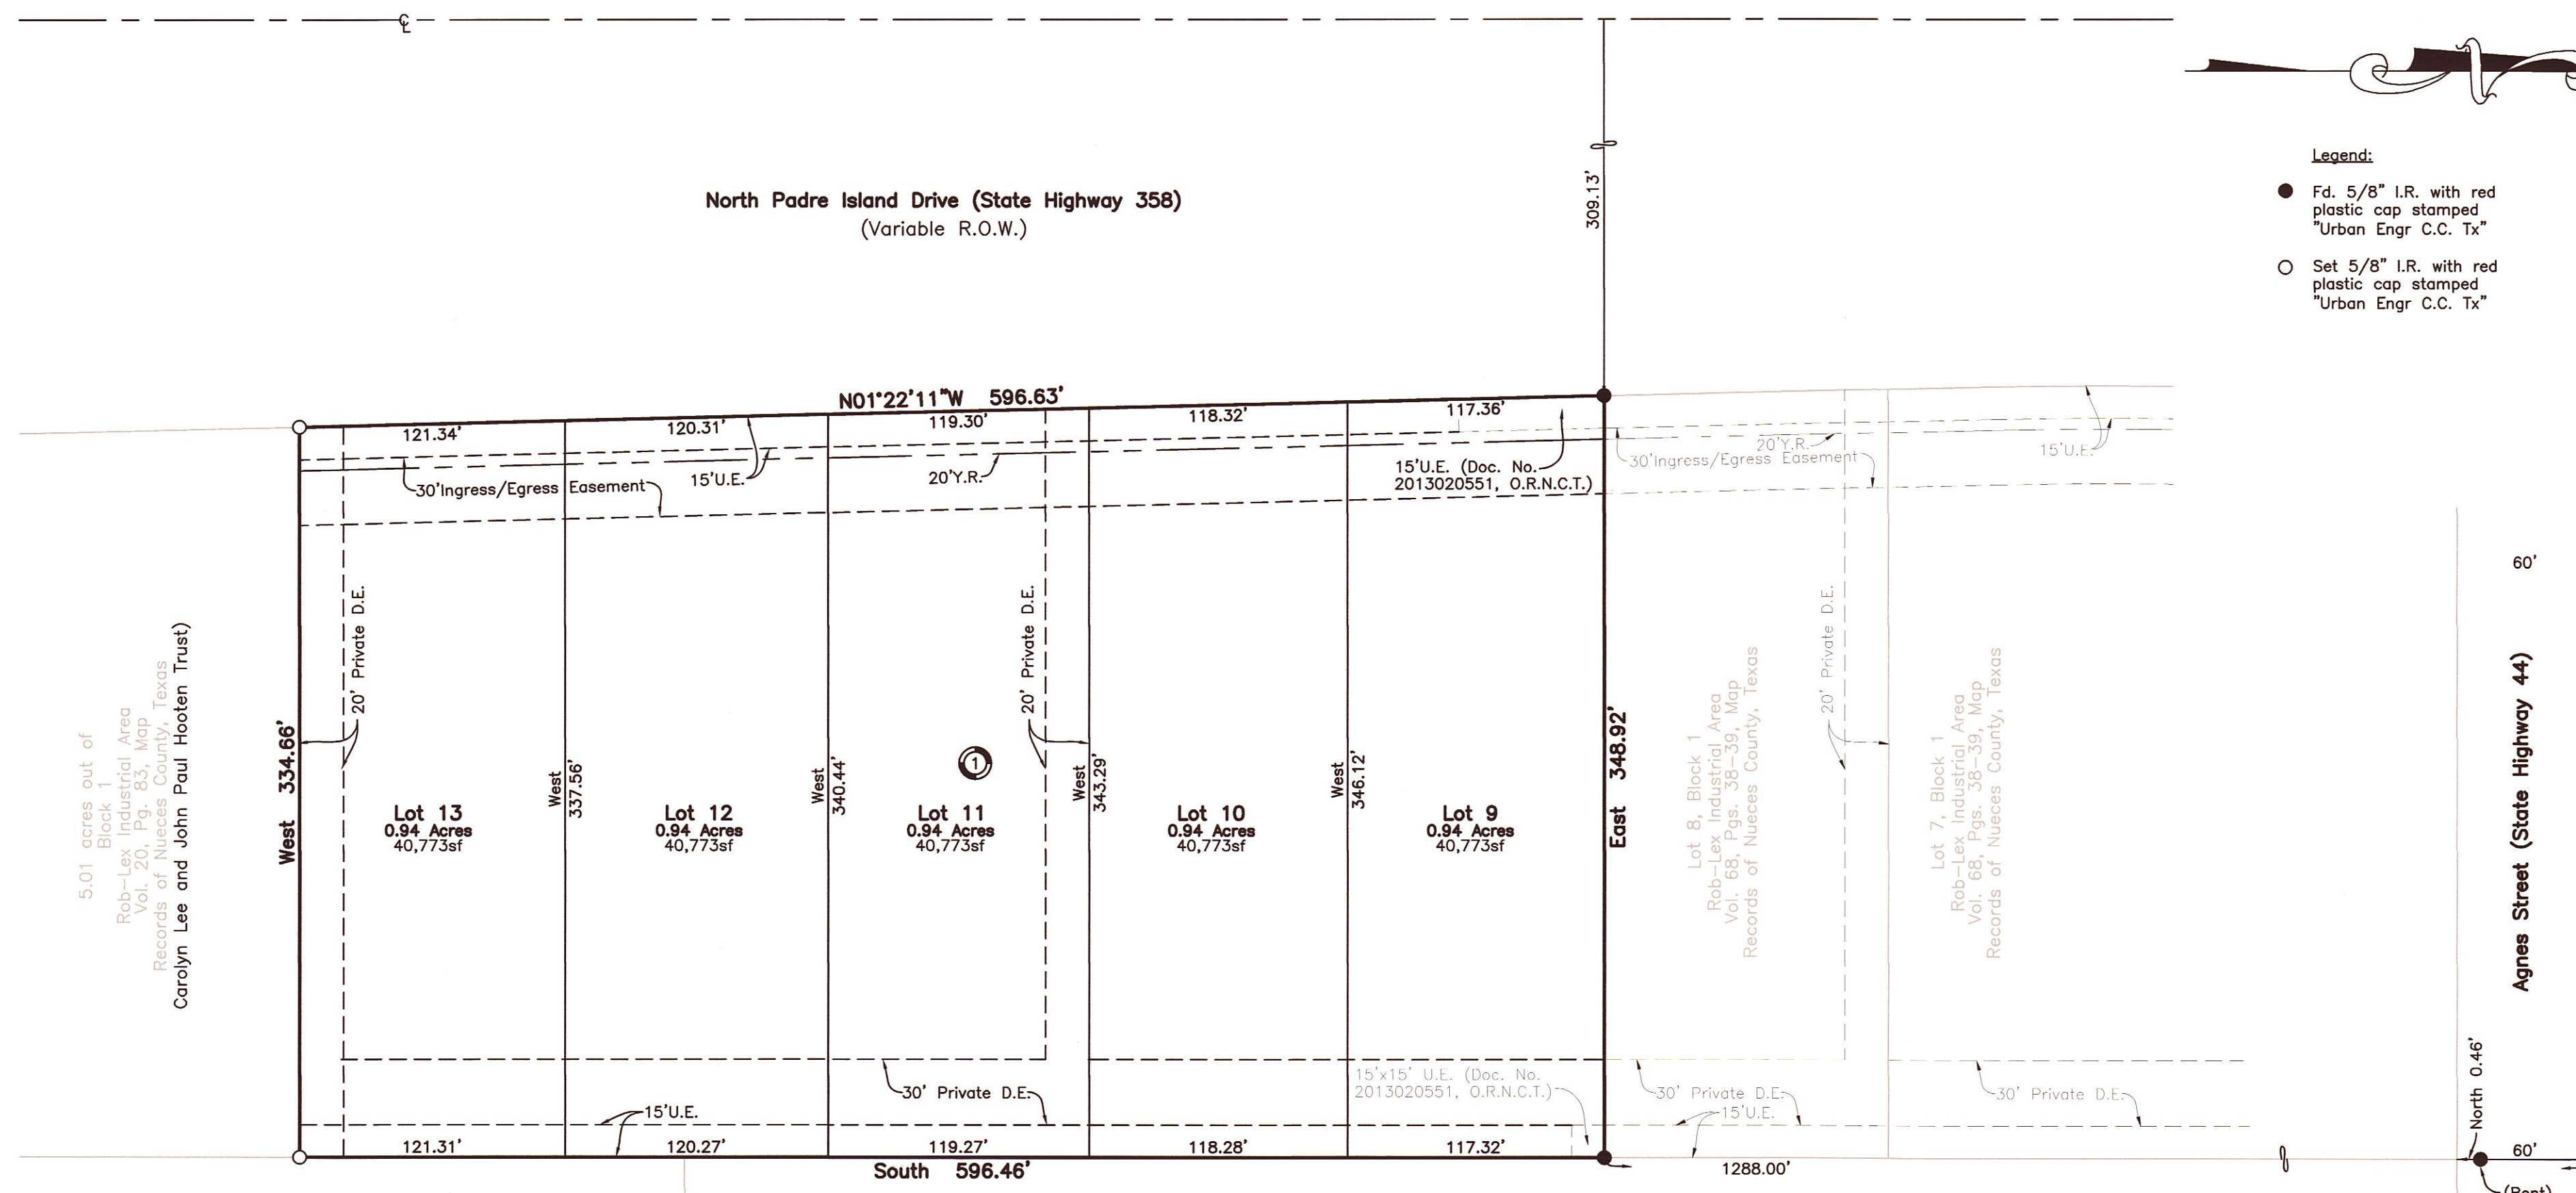 ℄
North Padre Island Drive (State Highway 358)
(Variable R.O.W.)
309.13'
N
Legend:
Fd. 5/8" I.R. with red
plastic cap stamped
"Urban Engr C.C. Tx"
Set 5/8" I.R. with red
plastic cap stamped
"Urban Engr C.C. Tx"
N01°22'11"W 596.63'
121.34'
120.31'
119.30'
118.32'
117.36'
30'Ingress/Egress Easement
15'U.E.
20'Y.R.
15'U.E. (Doc. No.
2013020551, O.R.N.C.T.)
20'Y.R.
30'Ingress/Egress Easement
15'U.E.
60'
5.01 acres out of
Block 1
Rob-Lex Industrial Area
Vol. 20, Pg. 83, Map
Records of Nueces County, Texas
Carolyn Lee and John Paul Hooten Trust)
West 334.66'
20' Private D.E.
Lot 13
0.94 Acres
40,773sf
West
337.56'
Lot 12
0.94 Acres
40,773sf
West
340.44'
1
Lot 11
0.94 Acres
40,773sf
20' Private D.E.
West
343.29'
Lot 10
0.94 Acres
40,773sf
West
346.12'
Lot 9
0.94 Acres
40,773sf
East 348.92'
Lot 8, Block 1
Rob-Lex Industrial Area
Vol. 68, Pgs. 38-39, Map
Records of Nueces County, Texas
20' Private D.E.
Lot 7, Block 1
Rob-Lex Industrial Area
Vol. 68, Pgs. 38-39, Map
Records of Nueces County, Texas
Agnes Street (State Highway 44)
30' Private D.E.
15'x15' U.E. (Doc. No.
2013020551, O.R.N.C.T.)
30' Private D.E.
30' Private D.E.
15'U.E.
15'U.E.
North 0.46'
121.31'
120.27'
119.27'
118.28'
117.32'
South 596.46'
1288.00'
60'
(Bent)